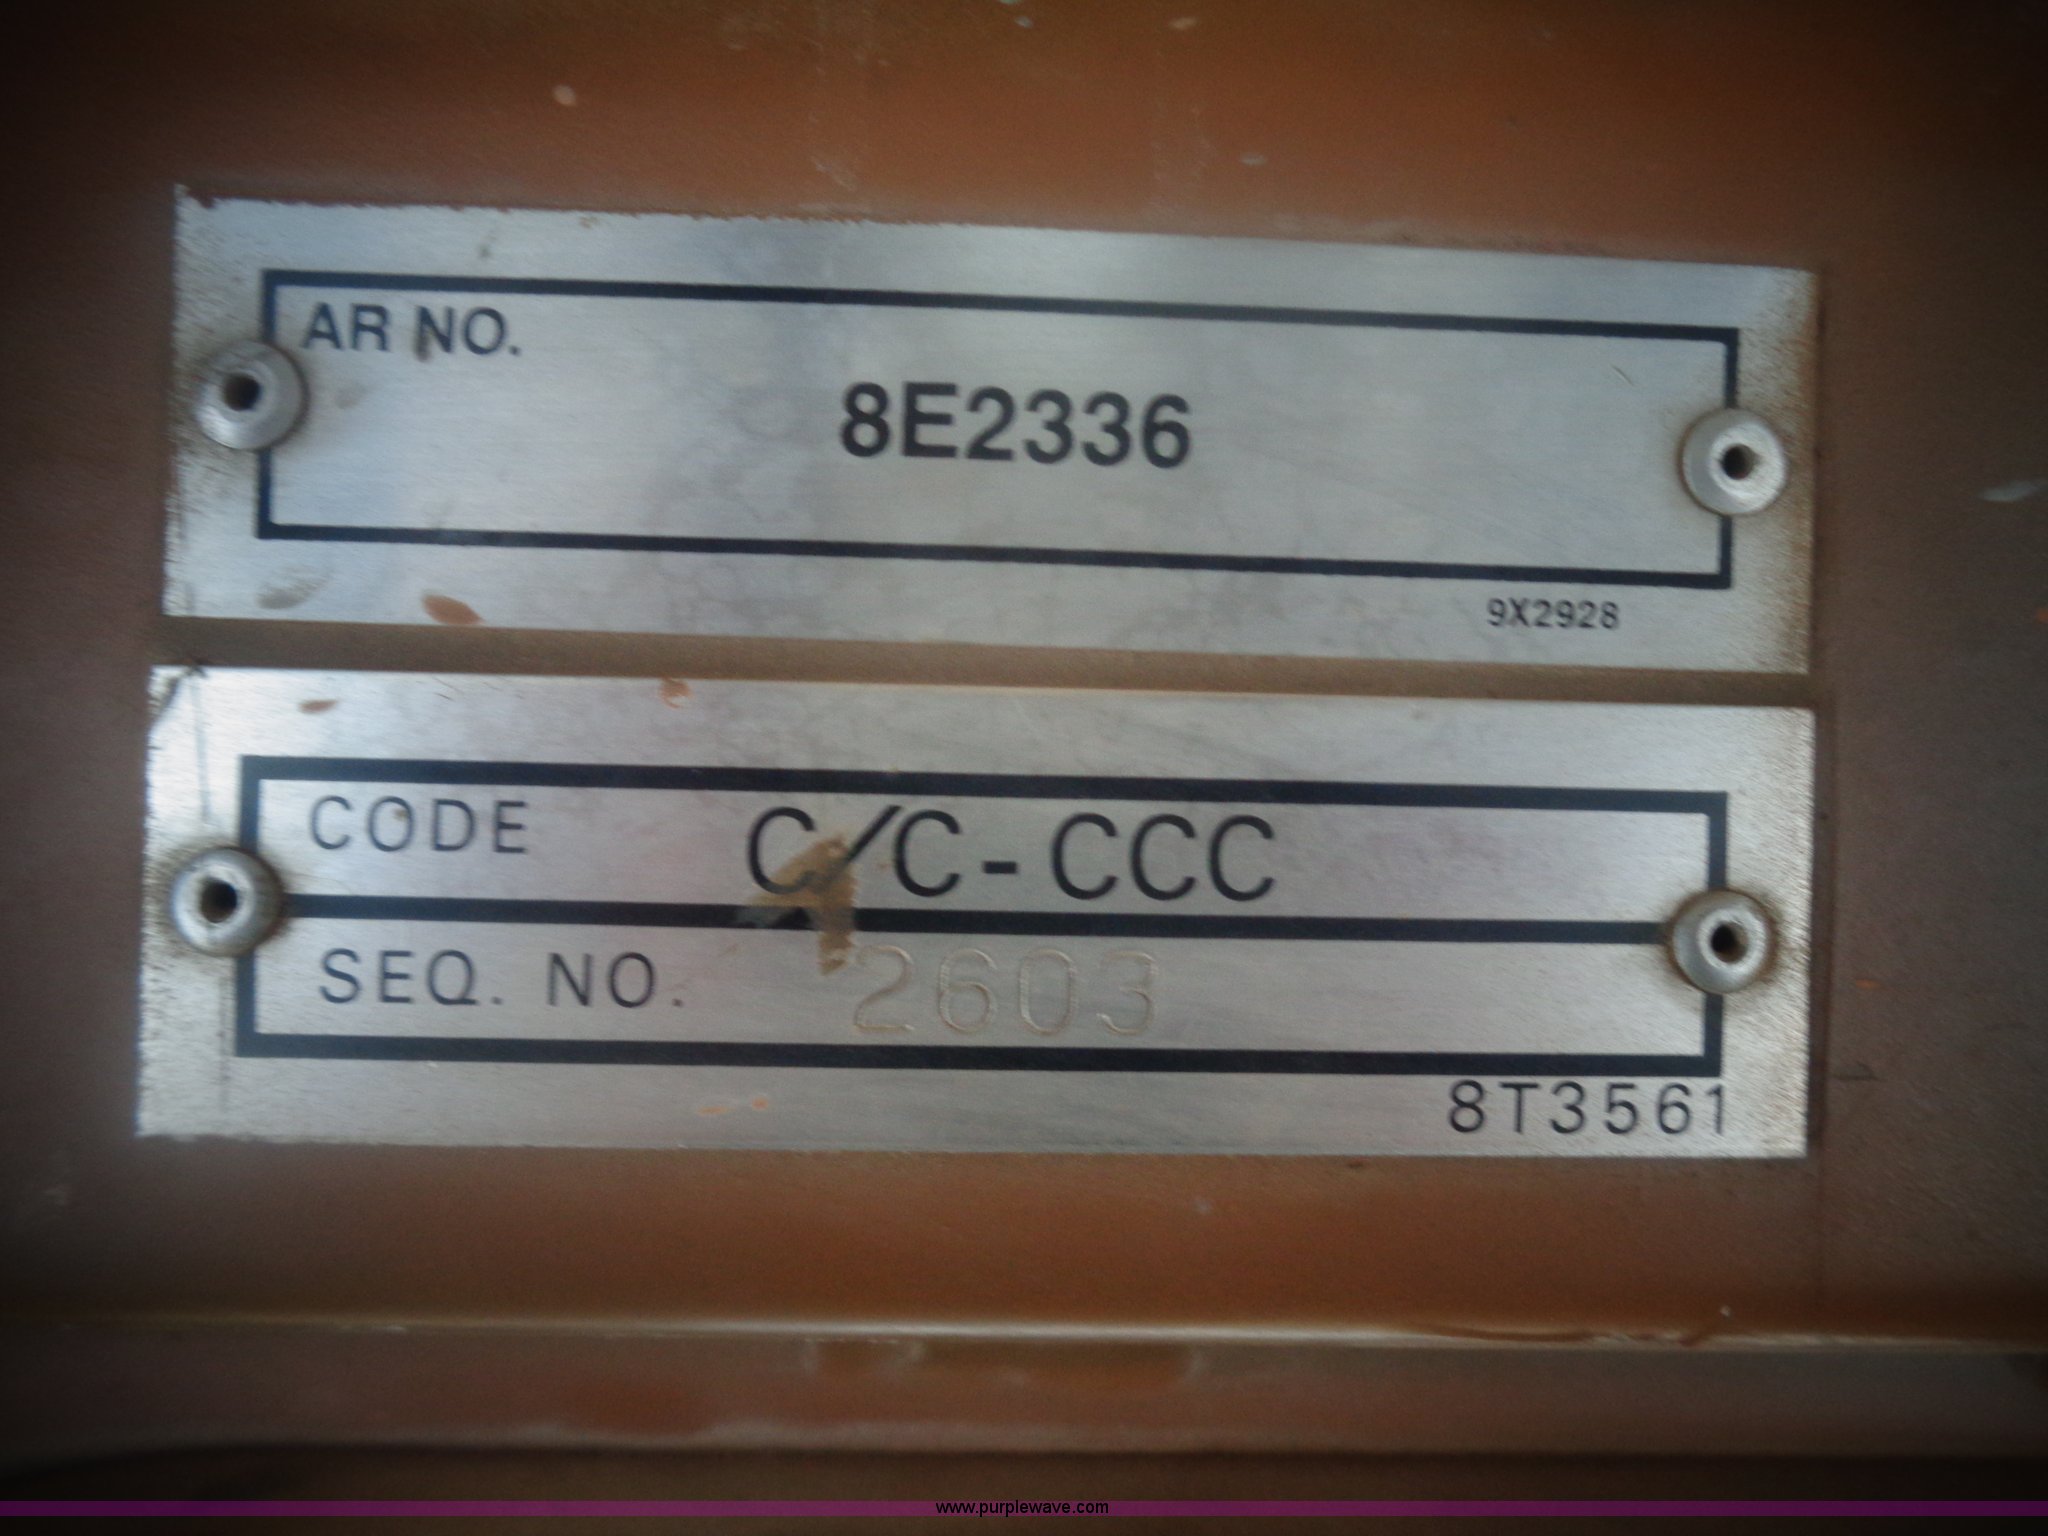 AR NO.
8E2336
9X2928
CODE C/C-CCC
SEQ. NO. 2603
8T3561
www.purplewave.com